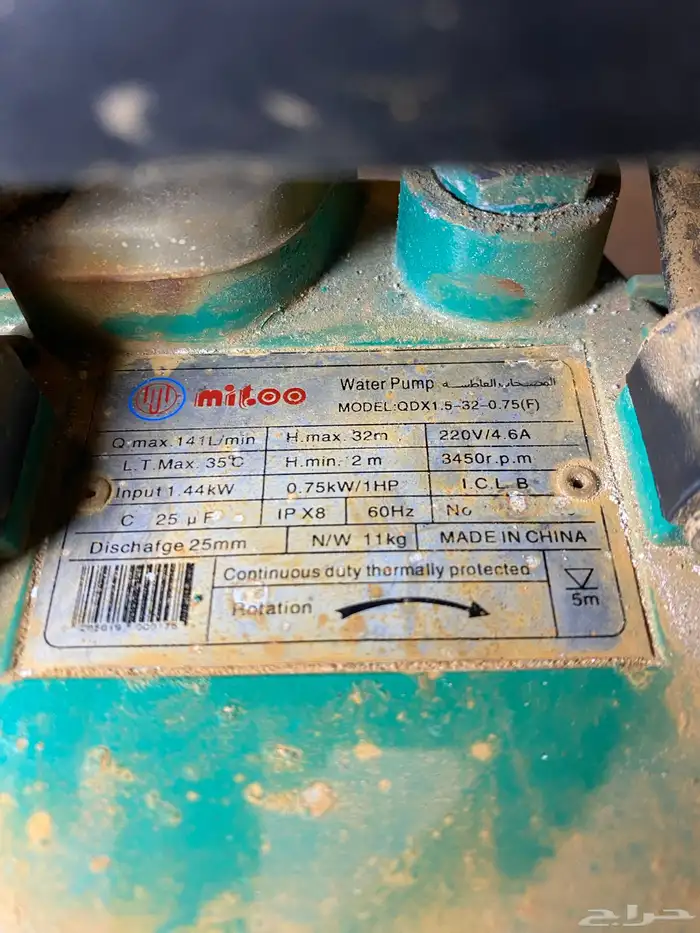 mitoo
Water Pump المضخات الغاطسه
MODEL:QDX1.5-32-0.75(F)
Q.max.141L/min H.max. 32m 220V/4.6A
L.T.Max. 35°C H.min. 2 m 3450r.p.m
Input 1.44kW 0.75kW/1HP I.C.L.B
C 25 µF IP X8 60Hz No
Dischafge 25mm N/W 11kg MADE IN CHINA
Continuous duty thermally protected
Rotation
5m
حراج